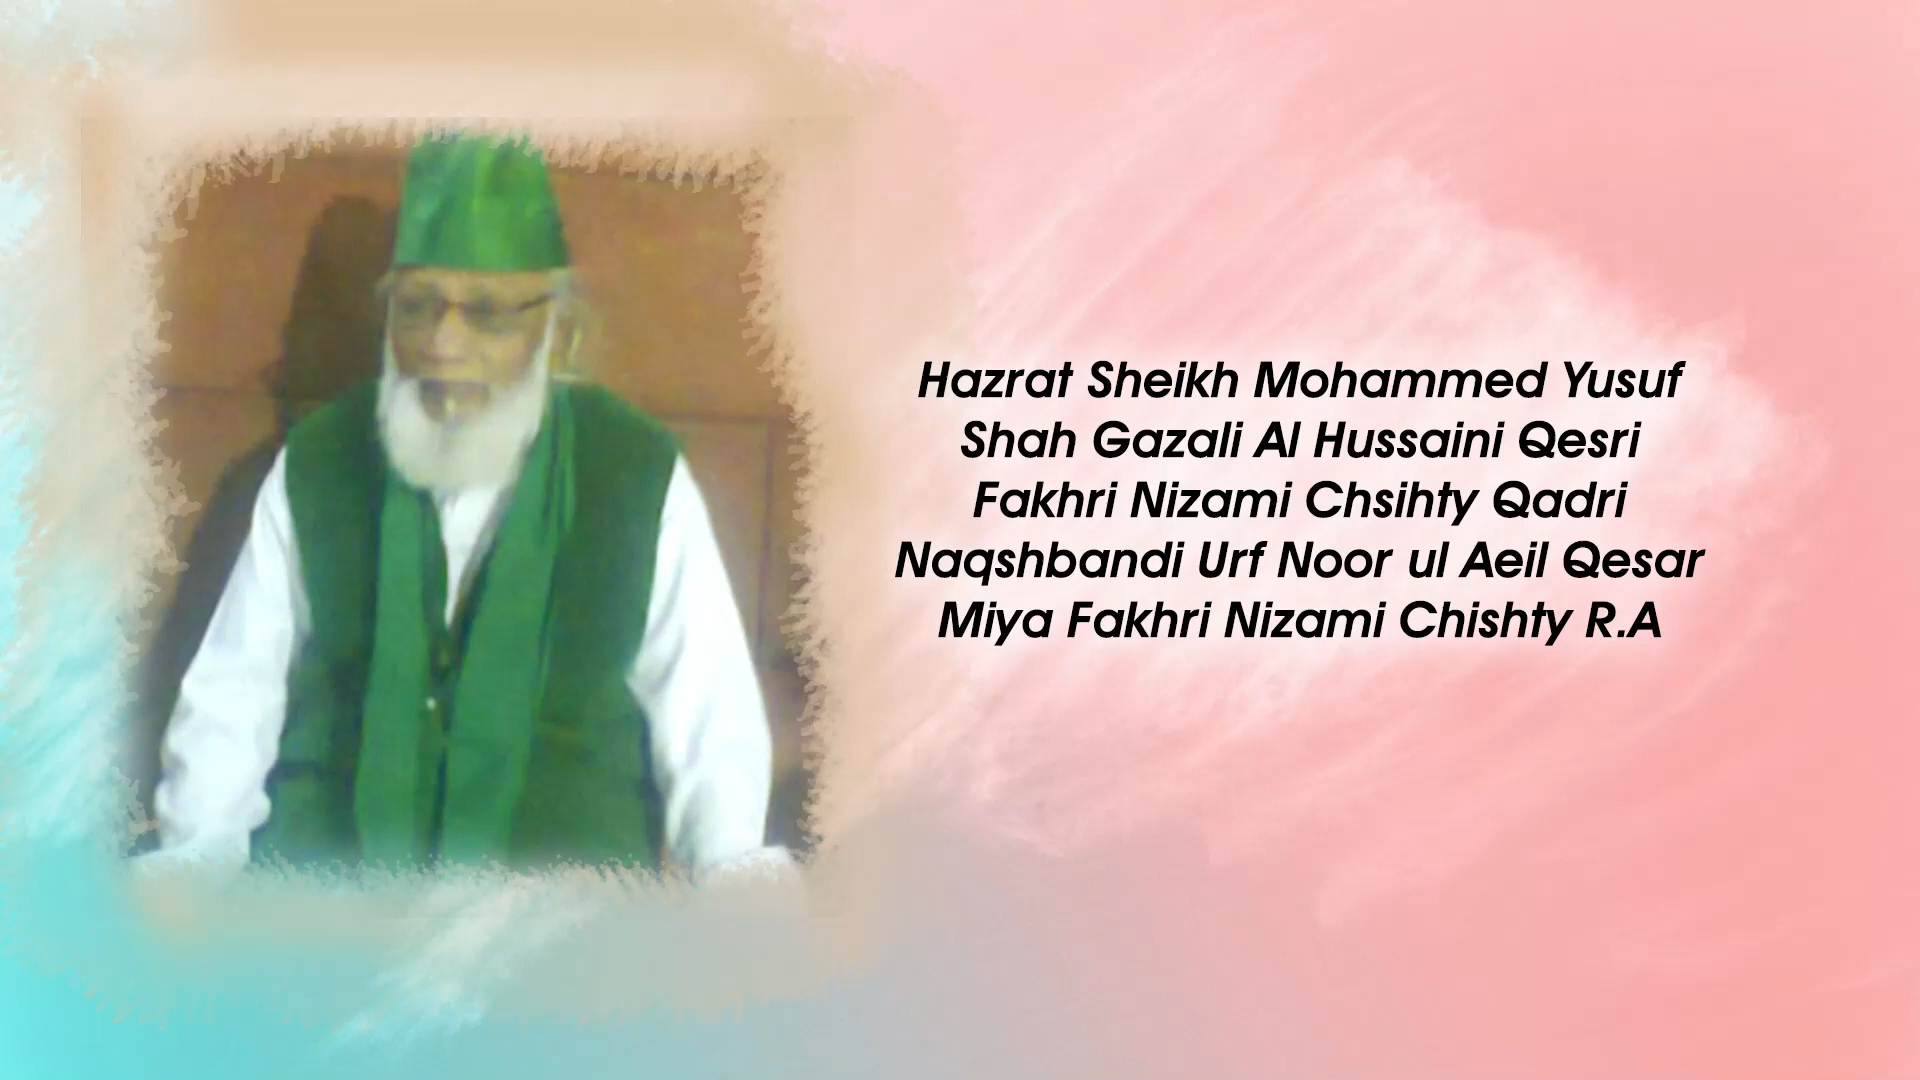 Hazrat Sheikh Mohammed Yusuf
Shah Gazali Al Hussaini Qesri
Fakhri Nizami Chsihty Qadri
Naqshbandi Urf Noor ul Aeil Qesar
Miya Fakhri Nizami Chishty R.A